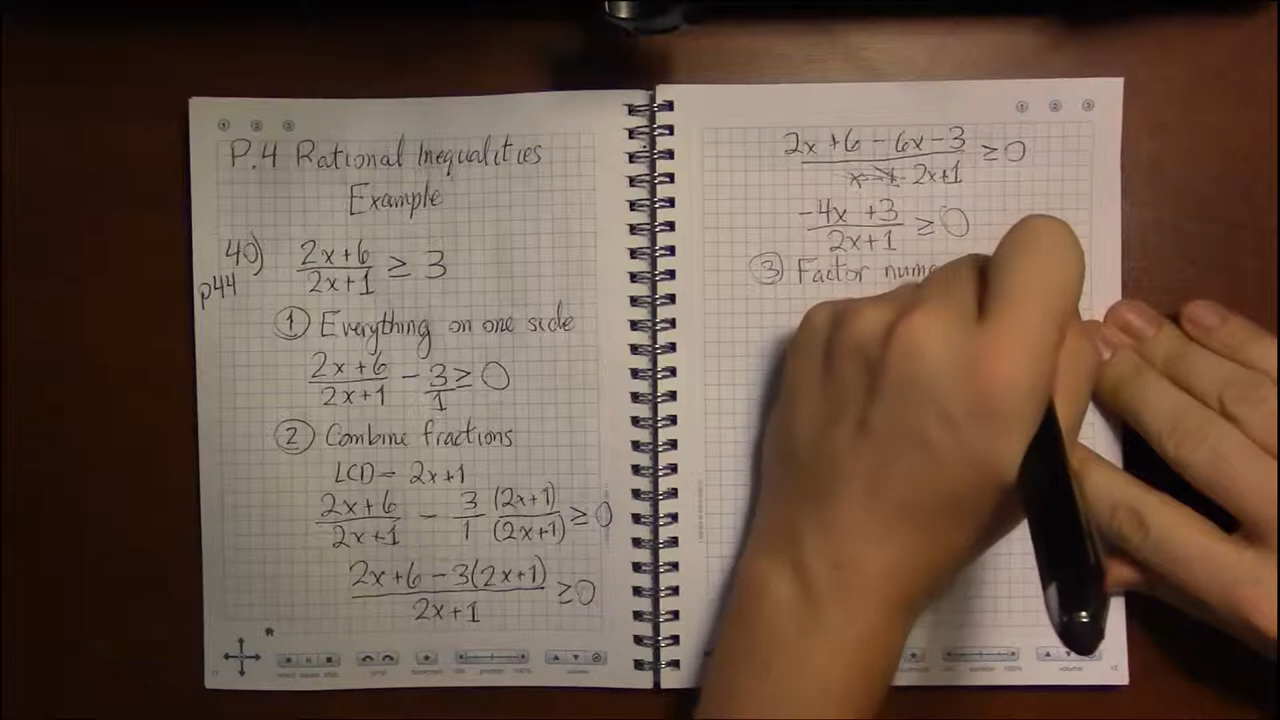 P.4 Rational Inequalities
Example
40) (2x+6)/(2x+1) ≥ 3
p44
① Everything on one side
(2x+6)/(2x+1) - 3/1 ≥ 0
② Combine fractions
LCD = 2x+1
(2x+6)/(2x+1) - 3/1 (2x+1)/(2x+1) ≥ 0
(2x+6-3(2x+1))/(2x+1) ≥ 0
(2x+6-6x-3)/(2x+1) ≥ 0
(-4x+3)/(2x+1) ≥ 0
③ Factor
volume
100%
volume